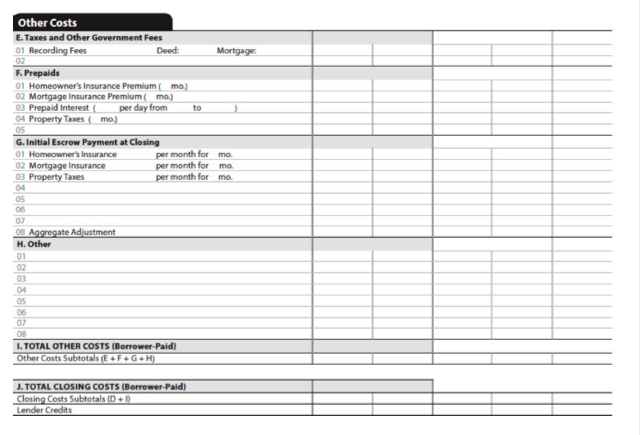 Other Costs
E. Taxes and Other Government Fees
01 Recording Fees Deed: Mortgage:
02
F. Prepaids
01 Homeowner's Insurance Premium ( mo.)
02 Mortgage Insurance Premium ( mo.)
03 Prepaid Interest ( per day from to )
04 Property Taxes ( mo.)
05
G. Initial Escrow Payment at Closing
01 Homeowner's Insurance per month for mo.
02 Mortgage Insurance per month for mo.
03 Property Taxes per month for mo.
04
05
06
07
08 Aggregate Adjustment
H. Other
01
02
03
04
05
06
07
08
I. TOTAL OTHER COSTS (Borrower-Paid)
Other Costs Subtotals (E + F + G + H)
J. TOTAL CLOSING COSTS (Borrower-Paid)
Closing Costs Subtotals (D + I)
Lender Credits